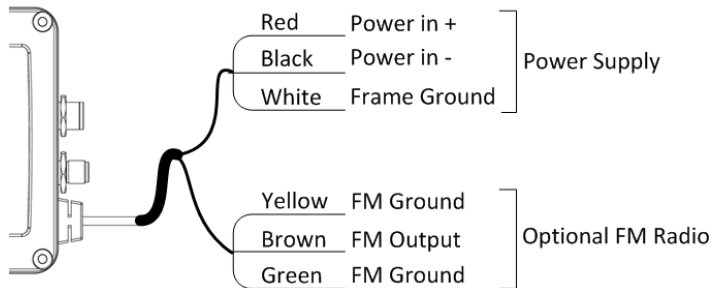 Red Power in +
Black Power in -
White Frame Ground
Power Supply
Yellow FM Ground
Brown FM Output
Green FM Ground
Optional FM Radio